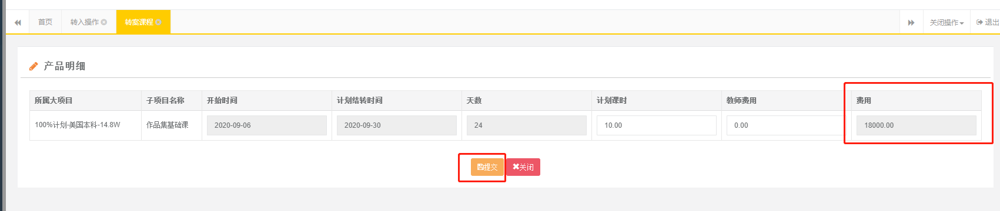 首页 转入操作 转案课程 关闭操作 退出
产品明细
所属大项目 子项目名称 开始时间 计划结转时间 天数 计划课时 教师费用 费用
100%计划-美国本科-14.8W 作品集基础课 2020-09-06 2020-09-30 24 10.00 0.00 18000.00
提交 关闭